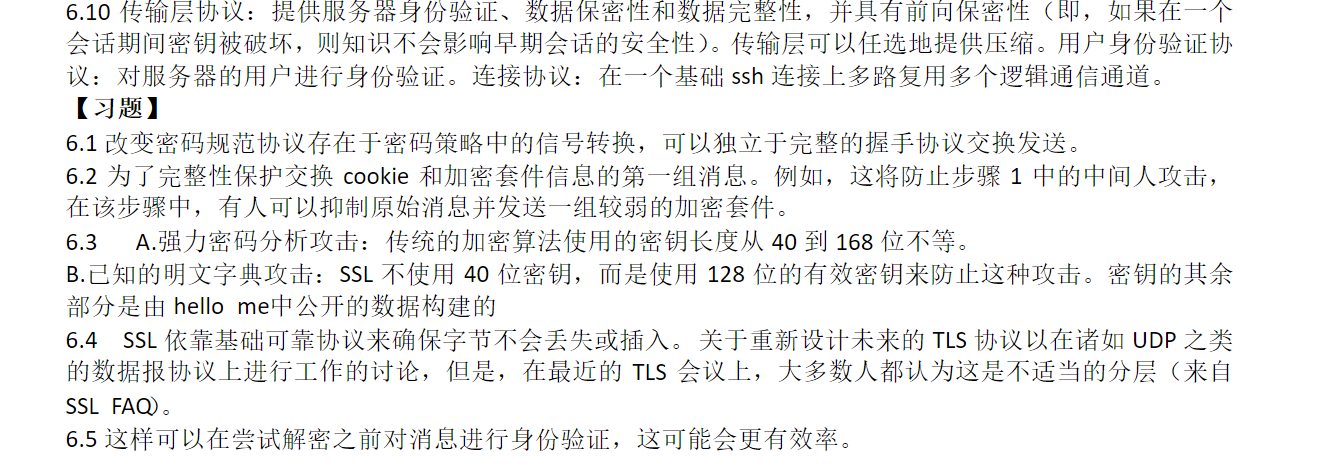 6.10 传输层协议：提供服务器身份验证、数据保密性和数据完整性，并具有前向保密性（即，如果在一个
会话期间密钥被破坏，则知识不会影响早期会话的安全性）。传输层可以任选地提供压缩。用户身份验证协
议：对服务器的用户进行身份验证。连接协议：在一个基础 ssh 连接上多路复用多个逻辑通信通道。
【习题】
6.1 改变密码规范协议存在于密码策略中的信号转换，可以独立于完整的握手协议交换发送。
6.2 为了完整性保护交换 cookie 和加密套件信息的第一组消息。例如，这将防止步骤 1 中的中间人攻击，
在该步骤中，有人可以抑制原始消息并发送一组较弱的加密套件。
6.3 A.强力密码分析攻击：传统的加密算法使用的密钥长度从 40 到 168 位不等。
B.已知的明文字典攻击：SSL 不使用 40 位密钥，而是使用 128 位的有效密钥来防止这种攻击。密钥的其余
部分是由 hello me中公开的数据构建的
6.4 SSL 依靠基础可靠协议来确保字节不会丢失或插入。关于重新设计未来的 TLS 协议以在诸如 UDP 之类
的数据报协议上进行工作的讨论，但是，在最近的 TLS 会议上，大多数人都认为这是不适当的分层（来自
SSL FAQ）。
6.5 这样可以在尝试解密之前对消息进行身份验证，这可能会更有效率。